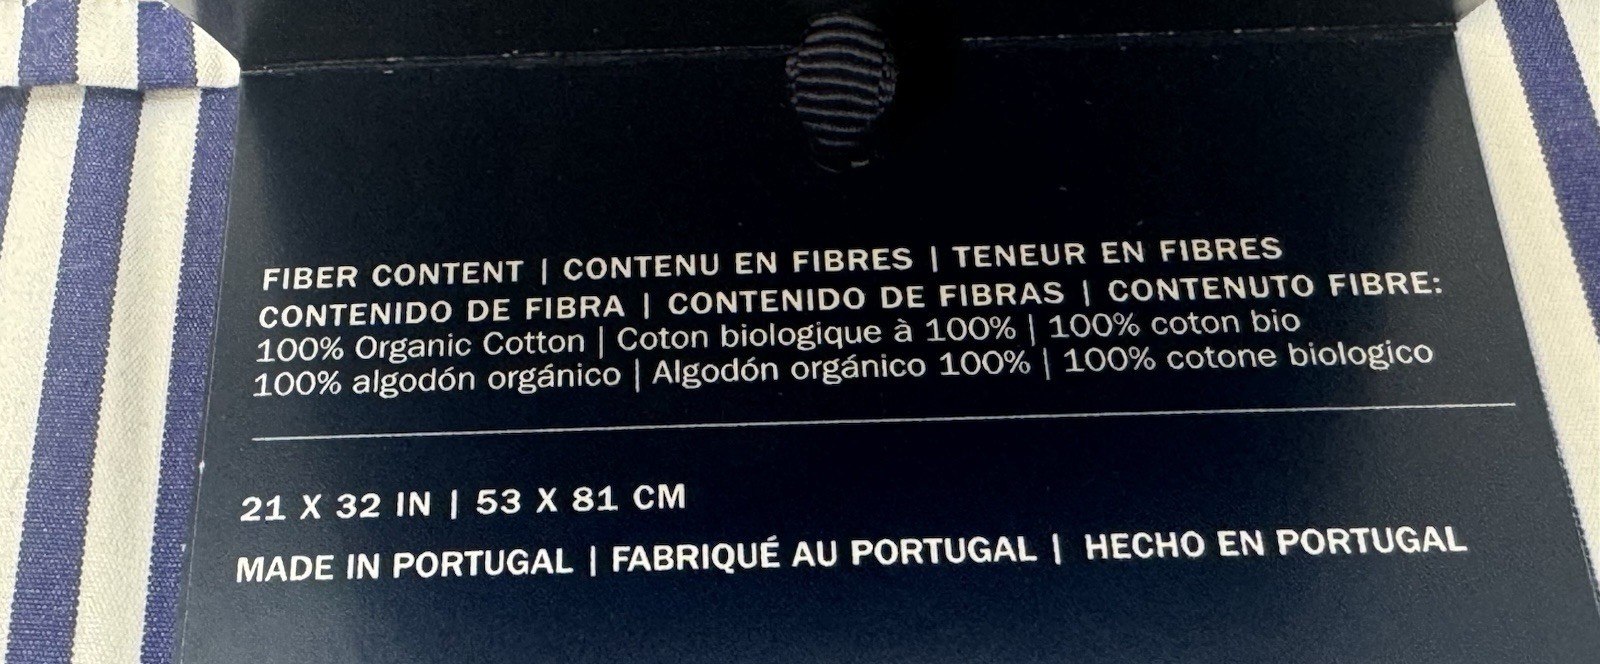 FIBER CONTENT | CONTENU EN FIBRES | TENEUR EN FIBRES
CONTENIDO DE FIBRA | CONTENIDO DE FIBRAS | CONTENUTO FIBRE:
100% Organic Cotton | Coton biologique à 100% | 100% coton bio
100% algodón orgánico | Algodón orgánico 100% | 100% cotone biologico
21 X 32 IN | 53 X 81 CM
MADE IN PORTUGAL | FABRIQUÉ AU PORTUGAL | HECHO EN PORTUGAL